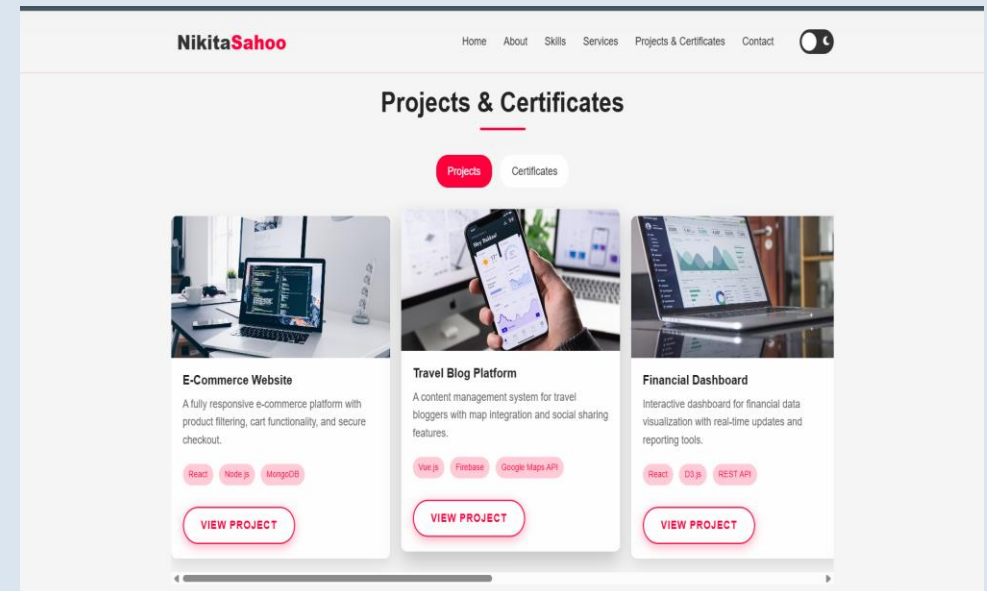 NikitaSahoo
Home About Skills Services Projects & Certificates Contact
Projects & Certificates
Projects Certificates
E-Commerce Website
A fully responsive e-commerce platform with
product filtering, cart functionality, and secure
checkout.
React Node js MongoDB
VIEW PROJECT
Travel Blog Platform
A content management system for travel
bloggers with map integration and social sharing
features.
Vue js Firebase Google Maps API
VIEW PROJECT
Financial Dashboard
Interactive dashboard for financial data
visualization with real-time updates and
reporting tools.
React D3.js REST API
VIEW PROJECT